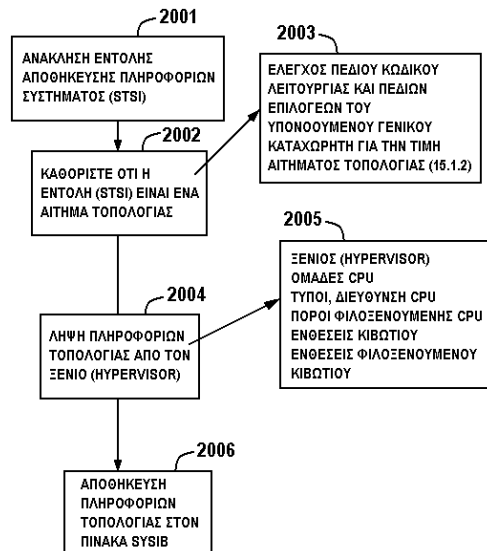 2001
ΑΝΑΚΛΗΣΗ ΕΝΤΟΛΗΣ
ΑΠΟΘΗΚΕΥΣΗΣ ΠΛΗΡΟΦΟΡΙΩΝ
ΣΥΣΤΗΜΑΤΟΣ (STSI)
2002
ΚΑΘΟΡΙΣΤΕ ΟΤΙ Η
ΕΝΤΟΛΗ (STSI) ΕΙΝΑΙ ΕΝΑ
ΑΙΤΗΜΑ ΤΟΠΟΛΟΓΙΑΣ
2003
ΕΛΕΓΧΟΣ ΠΕΔΙΟΥ ΚΩΔΙΚΟΥ
ΛΕΙΤΟΥΡΓΙΑΣ ΚΑΙ ΠΕΔΙΩΝ
ΕΠΙΛΟΓΕΩΝ ΤΟΥ
ΥΠΟΝΟΟΥΜΕΝΟΥ ΓΕΝΙΚΟΥ
ΚΑΤΑΧΩΡΗΤΗ ΓΙΑ ΤΗΝ ΤΙΜΗ
ΑΙΤΗΜΑΤΟΣ ΤΟΠΟΛΟΓΙΑΣ (15.1.2)
2004
ΛΗΨΗ ΠΛΗΡΟΦΟΡΙΩΝ
ΤΟΠΟΛΟΓΙΑΣ ΑΠΟ ΤΟΝ
ΞΕΝΙΟ (HYPERVISOR)
2005
ΞΕΝΙΟΣ (HYPERVISOR)
ΟΜΑΔΕΣ CPU
ΤΥΠΟΙ, ΔΙΕΥΘΥΝΣΗ CPU
ΠΟΡΟΙ ΦΙΛΟΞΕΝΟΥΜΕΝΗΣ CPU
ΕΝΘΕΣΕΙΣ ΚΙΒΩΤΙΟΥ
ΕΝΘΕΣΕΙΣ ΦΙΛΟΞΕΝΟΥΜΕΝΟΥ
ΚΙΒΩΤΙΟΥ
2006
ΑΠΟΘΗΚΕΥΣΗ
ΠΛΗΡΟΦΟΡΙΩΝ
ΤΟΠΟΛΟΓΙΑΣ ΣΤΟΝ
ΠΙΝΑΚΑ SYSIB